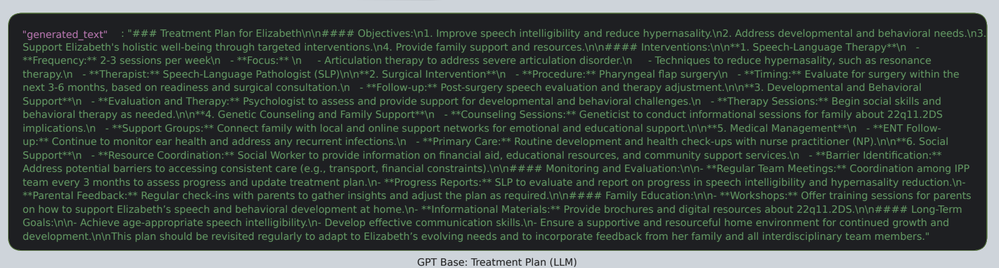 "generated_text" : "### Treatment Plan for Elizabeth\n\n#### Objectives:\n1. Improve speech intelligibility and reduce hypernasality.\n2. Address developmental and behavioral needs.\n3.
Support Elizabeth's holistic well-being through targeted interventions.\n4. Provide family support and resources.\n\n#### Interventions:\n\n**1. Speech-Language Therapy**\n   -
**Frequency:** 2-3 sessions per week\n   - **Focus:** \n     - Articulation therapy to address severe articulation disorder.\n     - Techniques to reduce hypernasality, such as resonance
therapy.\n   - **Therapist:** Speech-Language Pathologist (SLP)\n\n**2. Surgical Intervention**\n   - **Procedure:** Pharyngeal flap surgery\n   - **Timing:** Evaluate for surgery within the
next 3-6 months, based on readiness and surgical consultation.\n   - **Follow-up:** Post-surgery speech evaluation and therapy adjustment.\n\n**3. Developmental and Behavioral
Support**\n   - **Evaluation and Therapy:** Psychologist to assess and provide support for developmental and behavioral challenges.\n   - **Therapy Sessions:** Begin social skills and
behavioral therapy as needed.\n\n**4. Genetic Counseling and Family Support**\n   - **Counseling Sessions:** Geneticist to conduct informational sessions for family about 22q11.2DS
implications.\n   - **Support Groups:** Connect family with local and online support networks for emotional and educational support.\n\n**5. Medical Management**\n   - **ENT Follow-
up:** Continue to monitor ear health and address any recurrent infections.\n   - **Primary Care:** Routine development and health check-ups with nurse practitioner (NP).\n\n**6. Social
Support**\n   - **Resource Coordination:** Social Worker to provide information on financial aid, educational resources, and community support services.\n   - **Barrier Identification:**
Address potential barriers to accessing consistent care (e.g., transport, financial constraints).\n\n#### Monitoring and Evaluation:\n\n- **Regular Team Meetings:** Coordination among IPP
team every 3 months to assess progress and update treatment plan.\n- **Progress Reports:** SLP to evaluate and report on progress in speech intelligibility and hypernasality reduction.\n-
**Parental Feedback:** Regular check-ins with parents to gather insights and adjust the plan as required.\n\n#### Family Education:\n\n- **Workshops:** Offer training sessions for parents
on how to support Elizabeth’s speech and behavioral development at home.\n- **Informational Materials:** Provide brochures and digital resources about 22q11.2DS.\n\n#### Long-Term
Goals:\n\n- Achieve age-appropriate speech intelligibility.\n- Develop effective communication skills.\n- Ensure a supportive and resourceful home environment for continued growth and
development.\n\nThis plan should be revisited regularly to adapt to Elizabeth’s evolving needs and to incorporate feedback from her family and all interdisciplinary team members."
GPT Base: Treatment Plan (LLM)